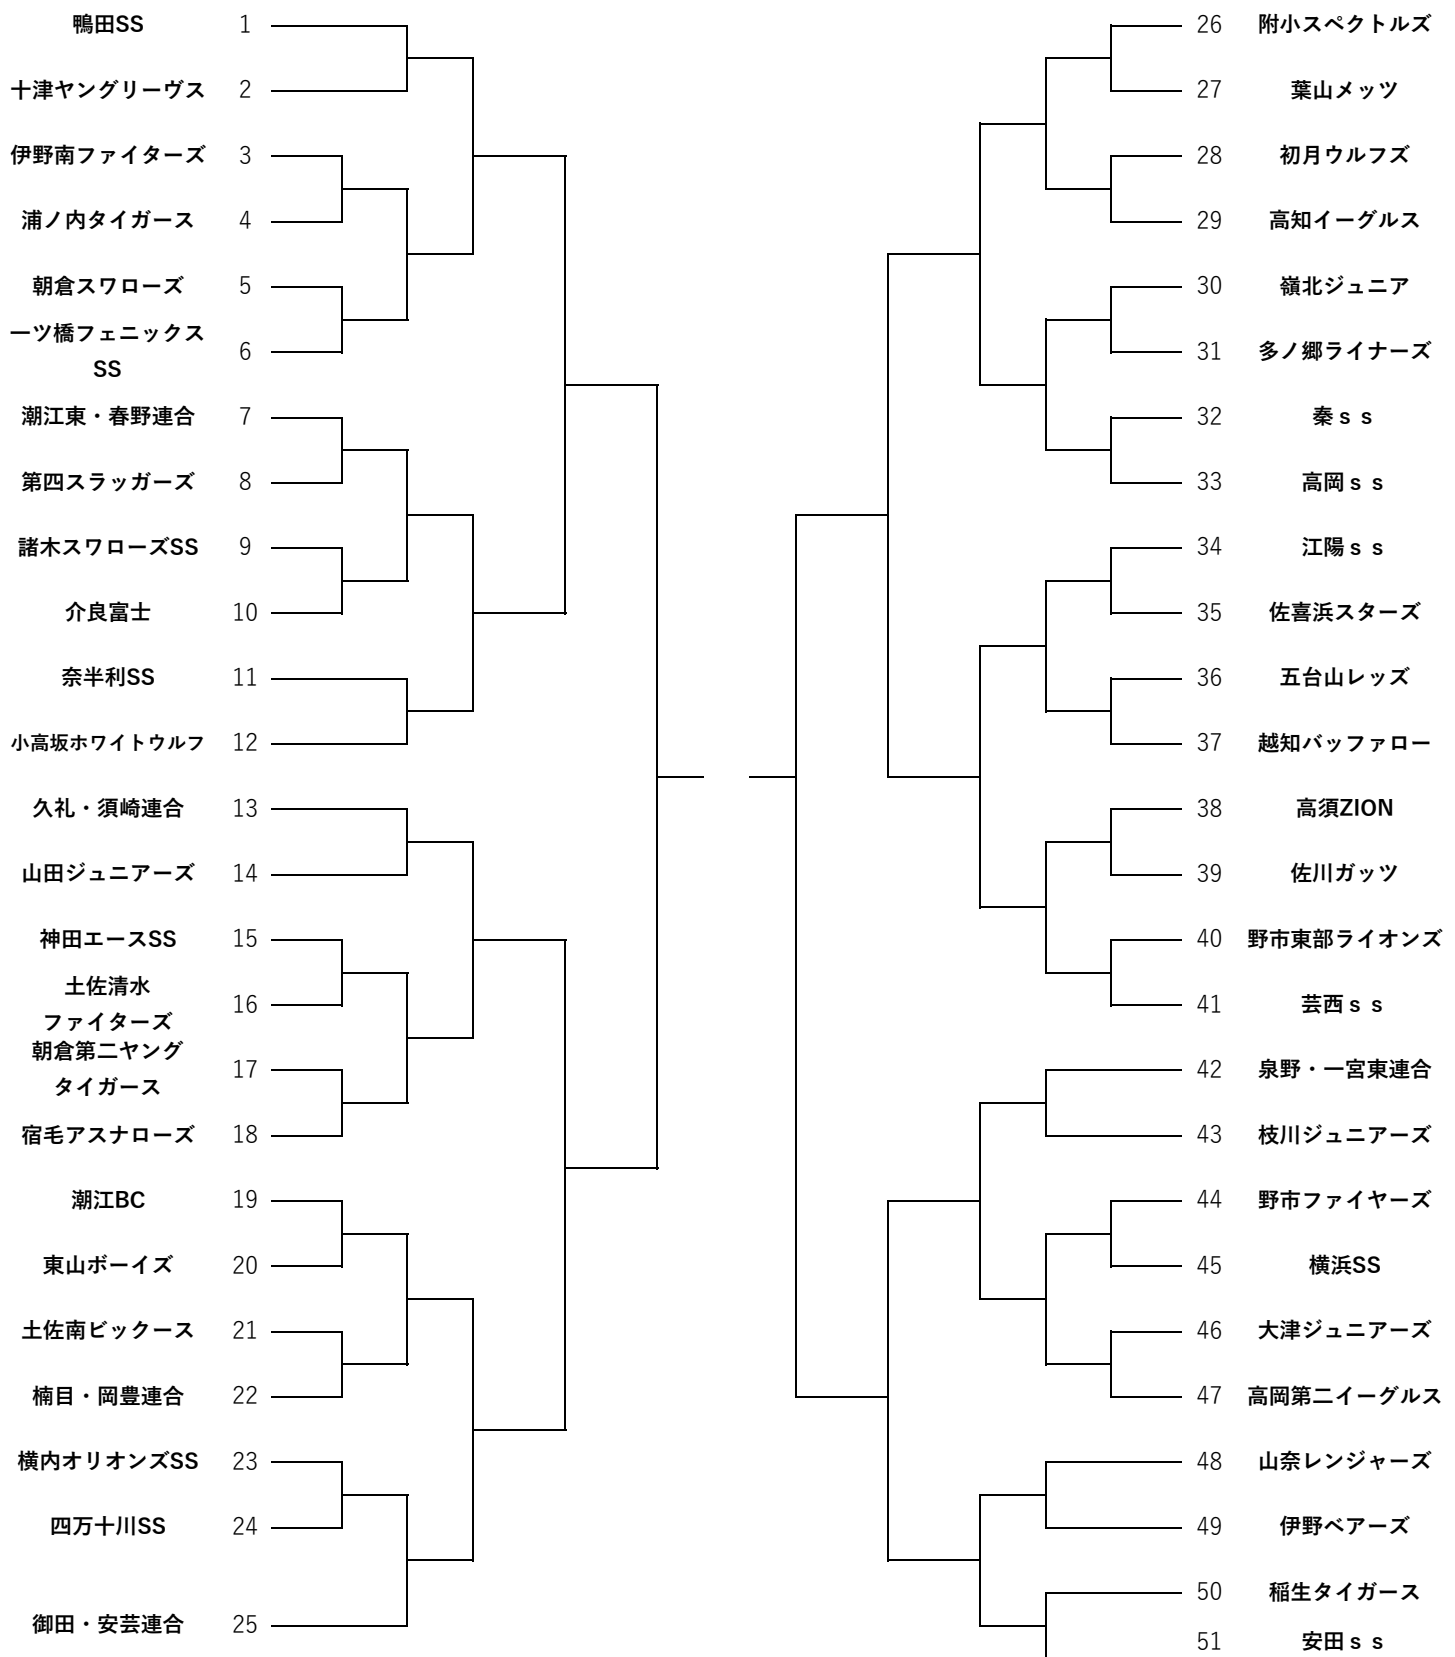 鴨田SS 1
十津ヤングリーヴス 2
伊野南ファイターズ 3
浦ノ内タイガース 4
朝倉スワローズ 5
一ツ橋フェニックス
SS 6
潮江東・春野連合 7
第四スラッガーズ 8
諸木スワローズSS 9
介良富士 10
奈半利SS 11
小高坂ホワイトウルフ 12
久礼・須崎連合 13
山田ジュニアーズ 14
神田エースSS 15
土佐清水
ファイターズ 16
朝倉第二ヤング
タイガース 17
宿毛アスナローズ 18
潮江BC 19
東山ボーイズ 20
土佐南ビックース 21
楠目・岡豊連合 22
横内オリオンズSS 23
四万十川SS 24
御田・安芸連合 25
26 附小スペクトルズ
27 葉山メッツ
28 初月ウルフズ
29 高知イーグルス
30 嶺北ジュニア
31 多ノ郷ライナーズ
32 秦ｓｓ
33 高岡ｓｓ
34 江陽ｓｓ
35 佐喜浜スターズ
36 五台山レッズ
37 越知バッファロー
38 高須ZION
39 佐川ガッツ
40 野市東部ライオンズ
41 芸西ｓｓ
42 泉野・一宮東連合
43 枝川ジュニアーズ
44 野市ファイヤーズ
45 横浜SS
46 大津ジュニアーズ
47 高岡第二イーグルス
48 山奈レンジャーズ
49 伊野ベアーズ
50 稲生タイガース
51 安田ｓｓ